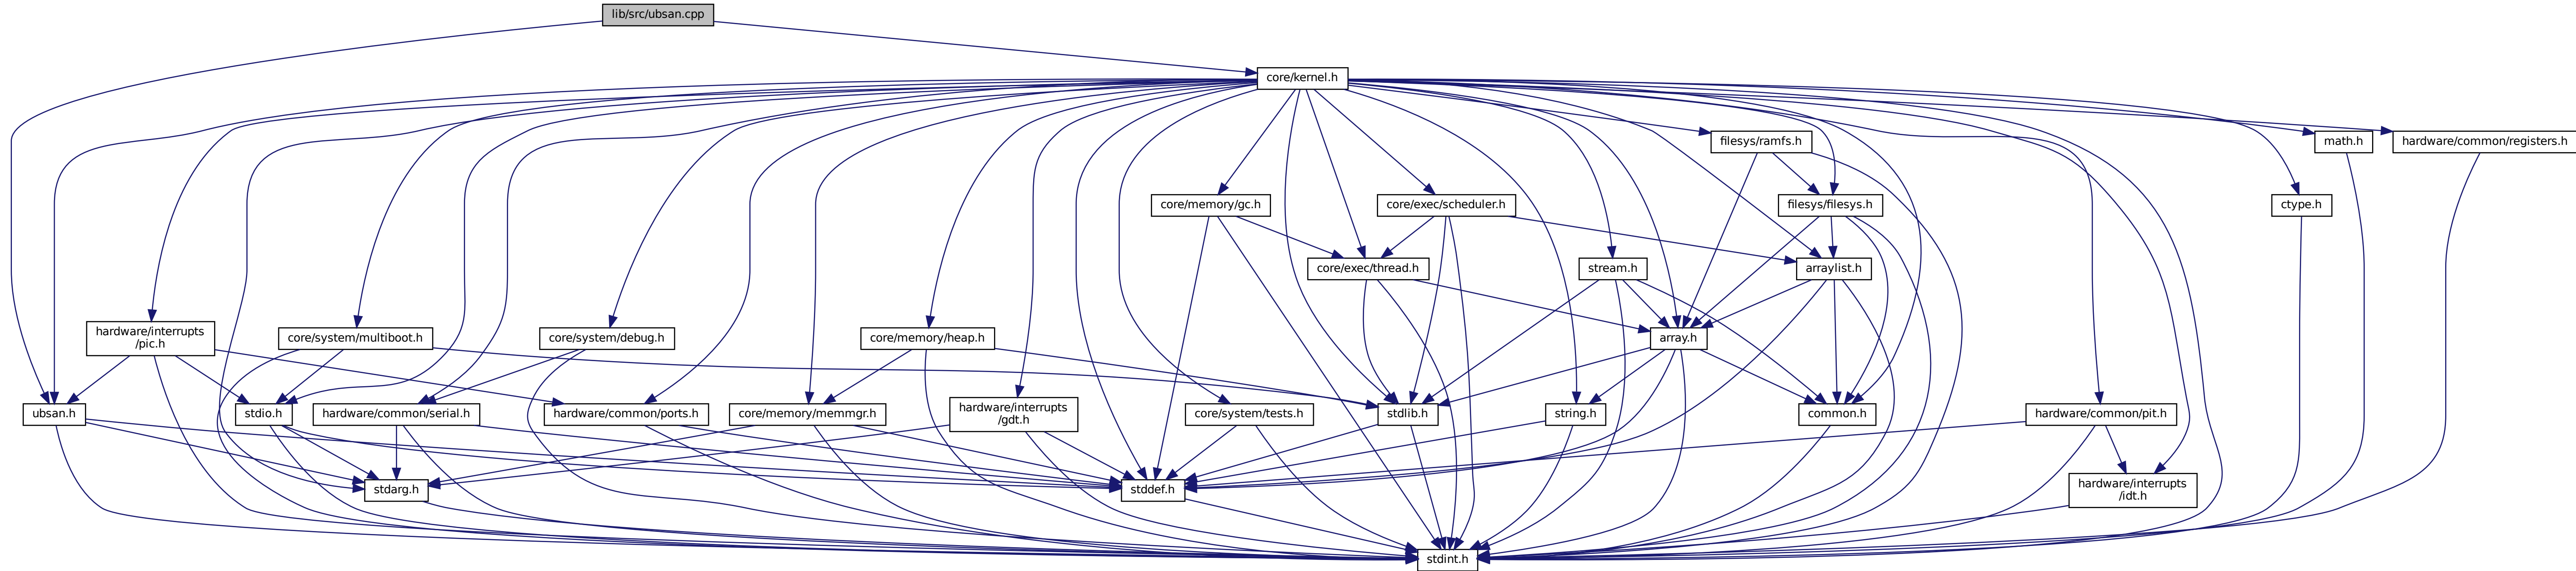 lib/src/ubsan.cpp
core/kernel.h
filesys/ramfs.h
math.h
hardware/common/registers.h
core/memory/gc.h
core/exec/scheduler.h
filesys/filesys.h
ctype.h
core/exec/thread.h
stream.h
arraylist.h
hardware/interrupts
/pic.h
core/system/multiboot.h
core/system/debug.h
core/memory/heap.h
array.h
ubsan.h
stdio.h
hardware/common/serial.h
hardware/common/ports.h
core/memory/memmgr.h
hardware/interrupts
/gdt.h
core/system/tests.h
stdlib.h
string.h
common.h
hardware/common/pit.h
stdarg.h
stddef.h
hardware/interrupts
/idt.h
stdint.h